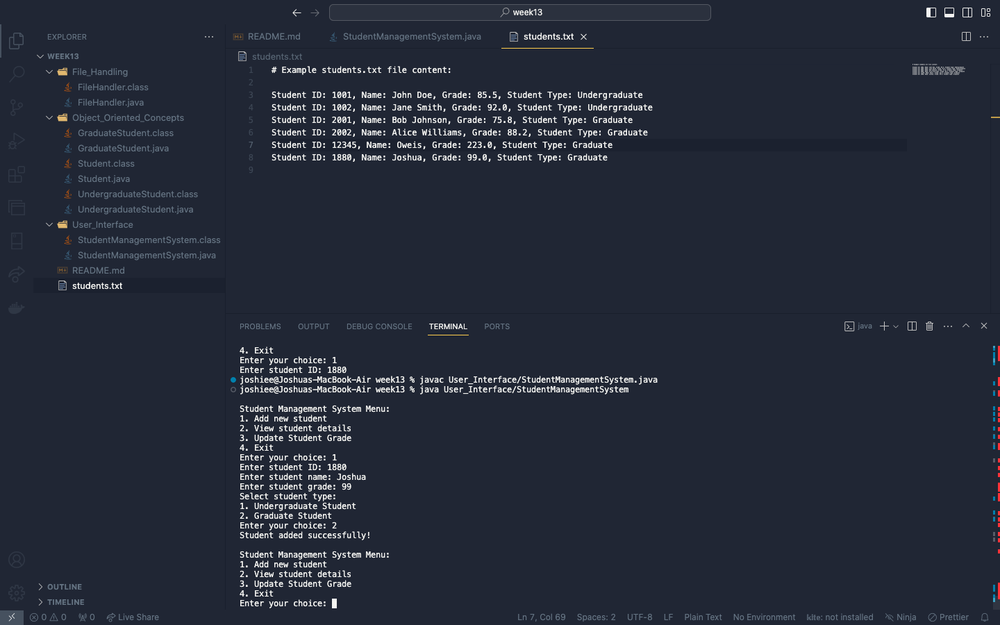 week13
EXPLORER
WEEK13
File_Handling
FileHandler.class
FileHandler.java
Object_Oriented_Concepts
GraduateStudent.class
GraduateStudent.java
Student.class
Student.java
UndergraduateStudent.class
UndergraduateStudent.java
User_Interface
StudentManagementSystem.class
StudentManagementSystem.java
README.md
students.txt
OUTLINE
TIMELINE
README.md StudentManagementSystem.java students.txt
students.txt
1 # Example students.txt file content:
2
3 Student ID: 1001, Name: John Doe, Grade: 85.5, Student Type: Undergraduate
4 Student ID: 1002, Name: Jane Smith, Grade: 92.0, Student Type: Undergraduate
5 Student ID: 2001, Name: Bob Johnson, Grade: 75.8, Student Type: Graduate
6 Student ID: 2002, Name: Alice Williams, Grade: 88.2, Student Type: Graduate
7 Student ID: 12345, Name: Oweis, Grade: 223.0, Student Type: Graduate
8 Student ID: 1880, Name: Joshua, Grade: 99.0, Student Type: Graduate
9
PROBLEMS OUTPUT DEBUG CONSOLE TERMINAL PORTS java
4. Exit
Enter your choice: 1
Enter student ID: 1880
joshiee@Joshuas-MacBook-Air week13 % javac User_Interface/StudentManagementSystem.java
joshiee@Joshuas-MacBook-Air week13 % java User_Interface/StudentManagementSystem
Student Management System Menu:
1. Add new student
2. View student details
3. Update Student Grade
4. Exit
Enter your choice: 1
Enter student ID: 1880
Enter student name: Joshua
Enter student grade: 99
Select student type:
1. Undergraduate Student
2. Graduate Student
Enter your choice: 2
Student added successfully!
Student Management System Menu:
1. Add new student
2. View student details
3. Update Student Grade
4. Exit
Enter your choice:
0 0 0 Live Share Ln 7, Col 69 Spaces: 2 UTF-8 LF Plain Text No Environment kite: not installed Ninja Prettier